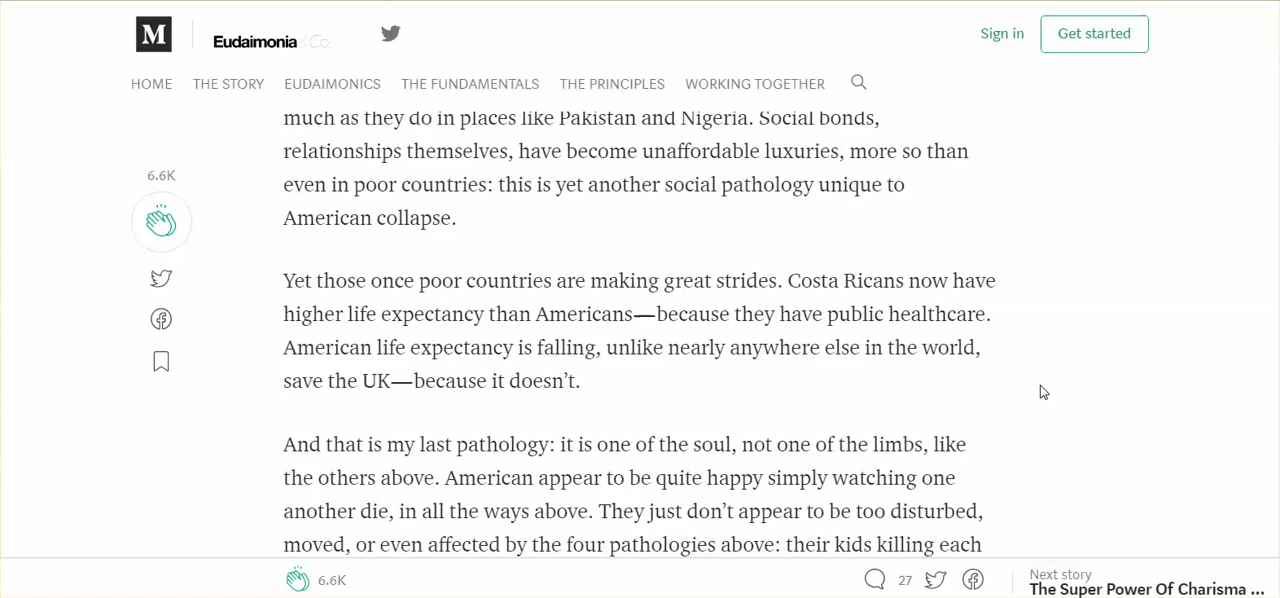 M
Eudaimonia & Co.
Sign in
Get started
HOME THE STORY EUDAIMONICS THE FUNDAMENTALS THE PRINCIPLES WORKING TOGETHER
6.6K
much as they do in places like Pakistan and Nigeria. Social bonds,
relationships themselves, have become unaffordable luxuries, more so than
even in poor countries: this is yet another social pathology unique to
American collapse.
Yet those once poor countries are making great strides. Costa Ricans now have
higher life expectancy than Americans—because they have public healthcare.
American life expectancy is falling, unlike nearly anywhere else in the world,
save the UK—because it doesn’t.
And that is my last pathology: it is one of the soul, not one of the limbs, like
the others above. American appear to be quite happy simply watching one
another die, in all the ways above. They just don’t appear to be too disturbed,
moved, or even affected by the four pathologies above: their kids killing each
6.6K
27
Next story
The Super Power Of Charisma ...